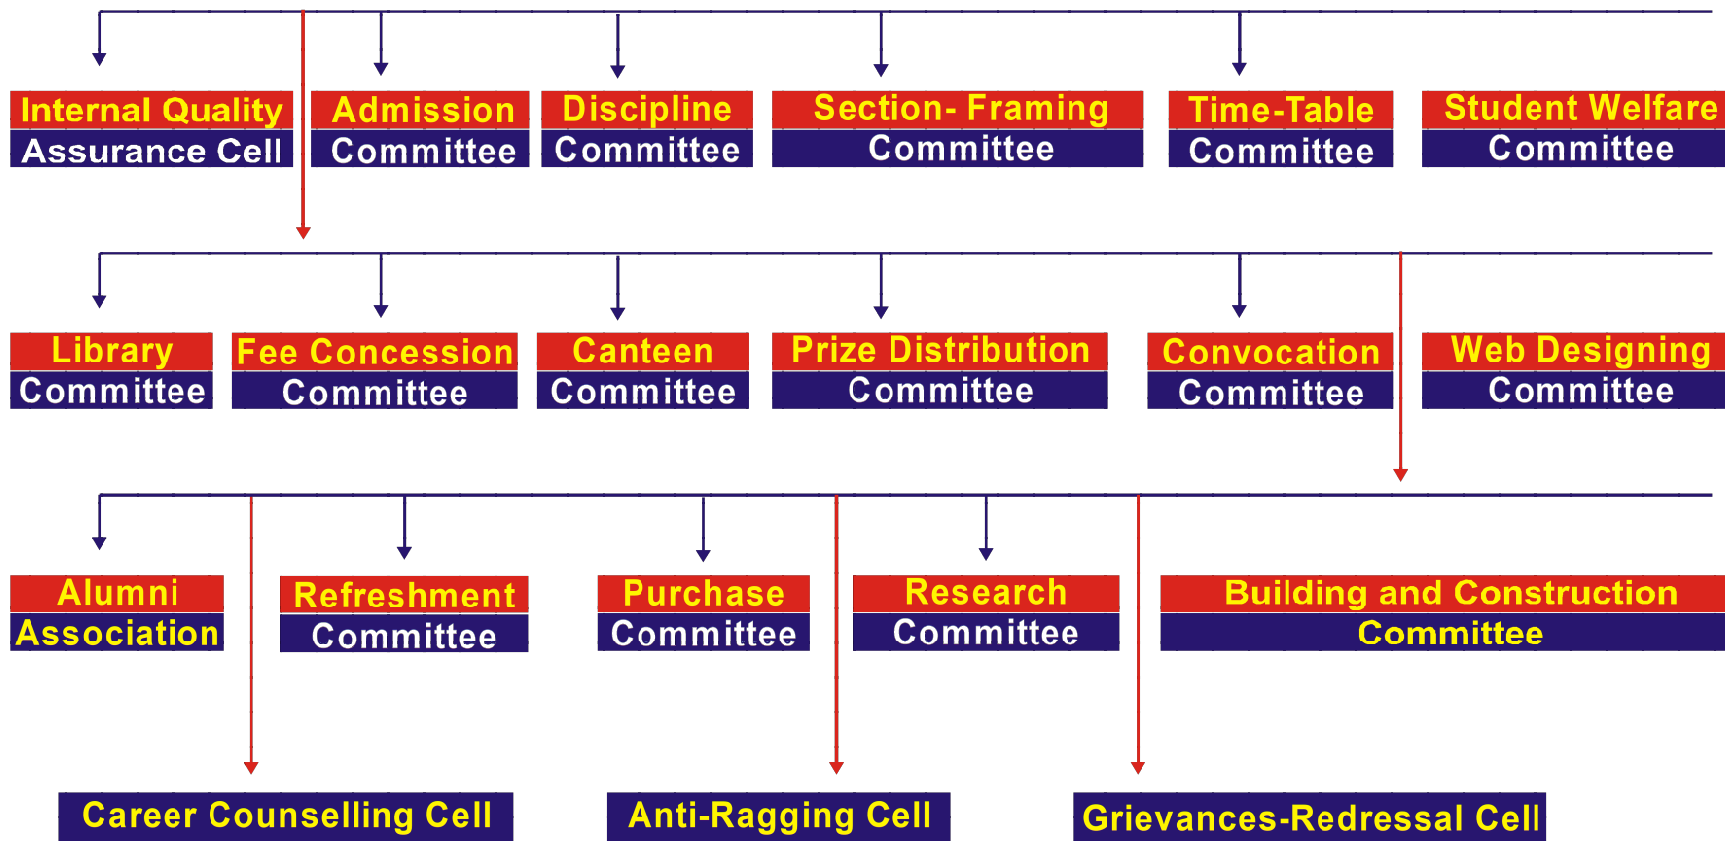 Internal Quality
Assurance Cell
Admission
Committee
Discipline
Committee
Section- Framing
Committee
Time-Table
Committee
Student Welfare
Committee
Library
Committee
Fee Concession
Committee
Canteen
Committee
Prize Distribution
Committee
Convocation
Committee
Web Designing
Committee
Alumni
Association
Refreshment
Committee
Purchase
Committee
Research
Committee
Building and Construction
Committee
Career Counselling Cell
Anti-Ragging Cell
Grievances-Redressal Cell